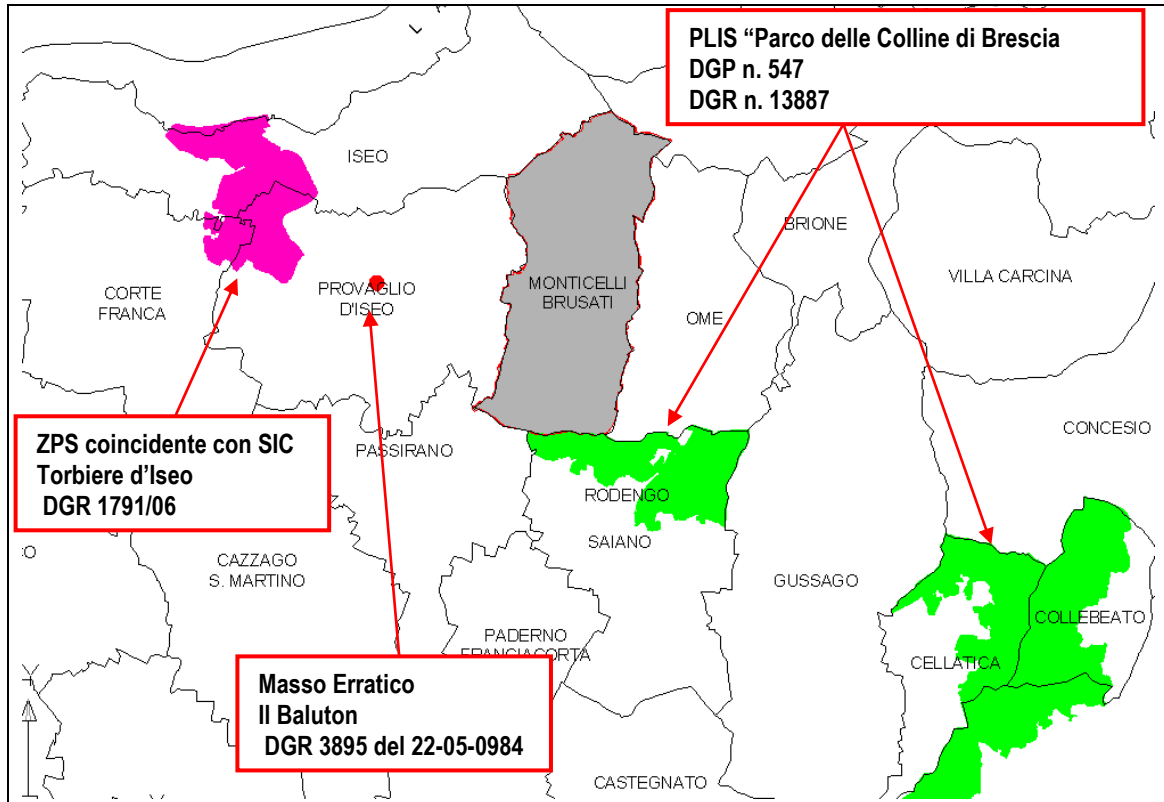 PLIS “Parco delle Colline di Brescia
DGP n. 547
DGR n. 13887
ISEO
BRIONE
VILLA CARCINA
CORTE
FRANCA
PROVAGLIO
D'ISEO
MONTICELLI
BRUSATI
OME
ZPS coincidente con SIC
Torbiere d’Iseo
DGR 1791/06
PASSIRANO
CONCESIO
RODENGO
SAIANO
CAZZAGO
S. MARTINO
GUSSAGO
COLLEBEATO
CELLATICA
PADERNO
FRANCIACORTA
Masso Erratico
Il Baluton
DGR 3895 del 22-05-0984
CASTEGNATO